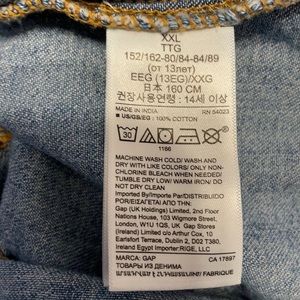 XXL
TTG
152/162-80/84-84/89
(от 13лет)
EEG (13EG)/XXG
日本 160 CM
권장사용연령 : 14세 이상
MADE IN INDIA RN 54023
US/GB/EG : 100% COTTON
30
1166
MACHINE WASH COLD/ WASH AND
DRY WITH LIKE COLORS/ ONLY NON-
CHLORINE BLEACH WHEN NEEDED/
TUMBLE DRY LOW/ WARM IRON/ DO
NOT DRY CLEAN
Imported By/Importe Par/DISTRIBUIDO
POR/ΕΙΣΑΓΕΤΑΙ ΑΠΟ ΤΗΝ:
Gap (UK Holdings) Limited, 2nd Floor
Nations House, 103 Wigmore Street,
London, W1U 1QS, UK Gap Stores
(Ireland) Limited c/o Arthur Cox, 10
Earlsfort Terrace, Dublin 2, D02 T380,
Ireland Egypt Importer:RIGE, LLC
МАRCA: GAP CA 17897
ТОВАРЫ ИЗ ДЕНИМА